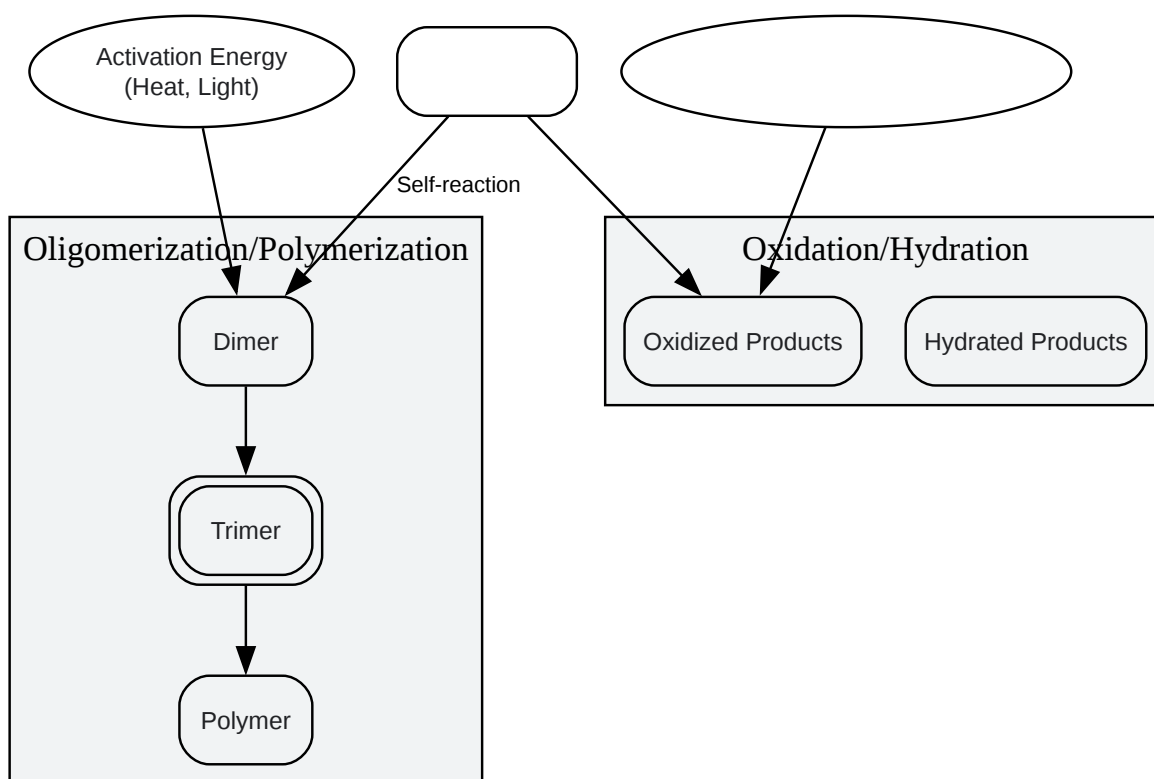 Activation Energy
(Heat, Light)
Self-reaction
Oligomerization/Polymerization
Oxidation/Hydration
Dimer
Oxidized Products
Hydrated Products
Trimer
Polymer